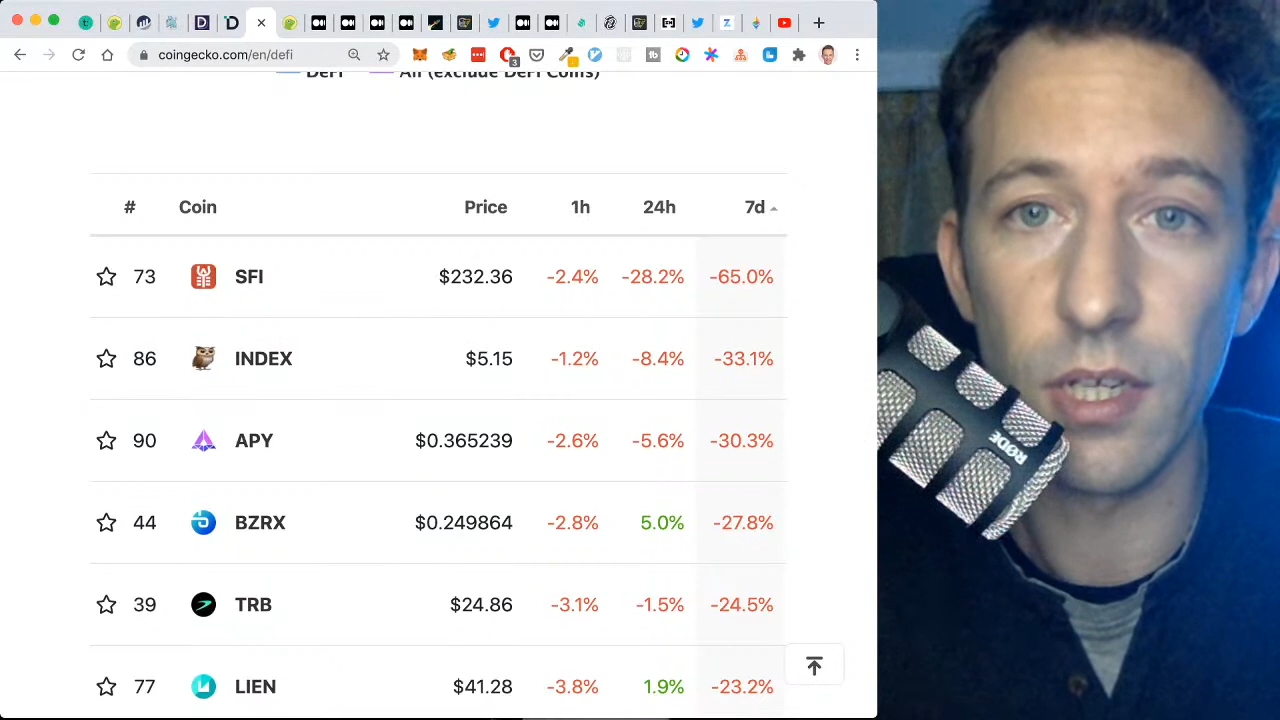 coingecko.com/en/defi
3
DeFi All (exclude DeFi Coins)
# Coin Price 1h 24h 7d
73 SFI $232.36 -2.4% -28.2% -65.0%
86 INDEX $5.15 -1.2% -8.4% -33.1%
90 APY $0.365239 -2.6% -5.6% -30.3%
44 BZRX $0.249864 -2.8% 5.0% -27.8%
39 TRB $24.86 -3.1% -1.5% -24.5%
77 LIEN $41.28 -3.8% 1.9% -23.2%
RØDE